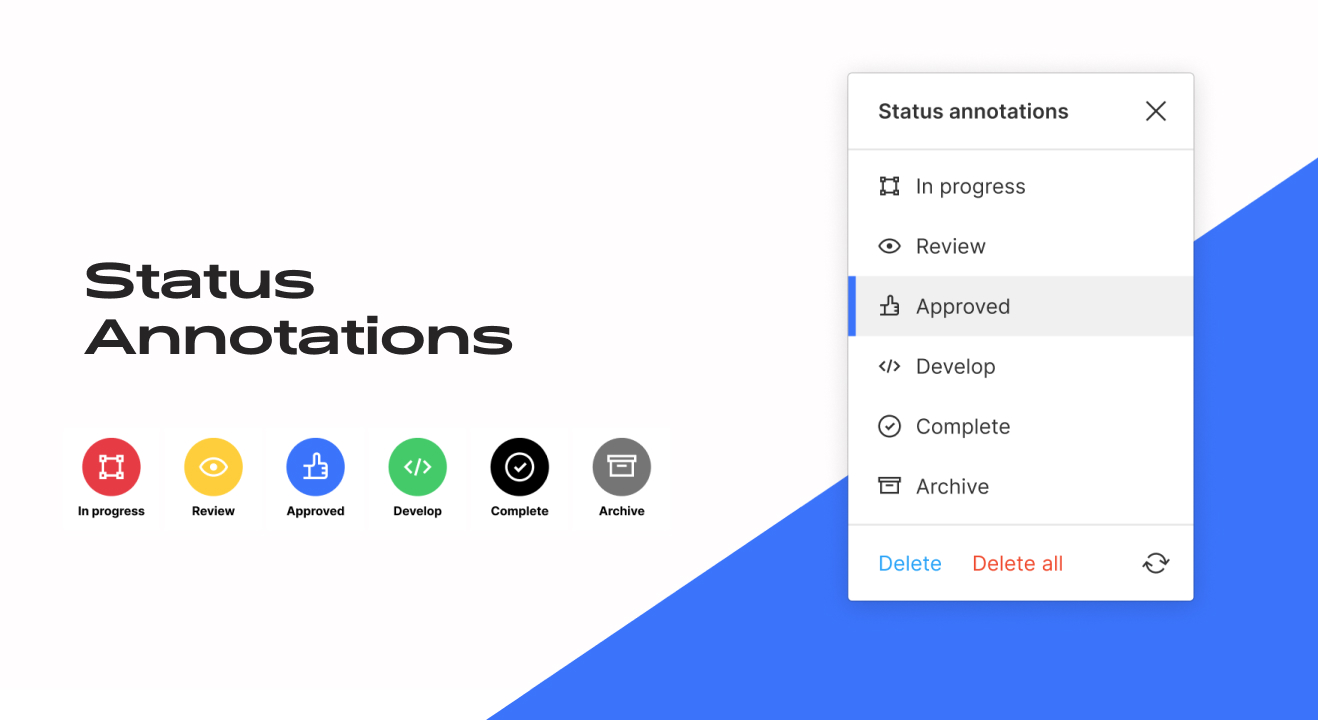 Status
Annotations
In progress
Review
Approved
Develop
Complete
Archive
Status annotations
In progress
Review
Approved
Develop
Complete
Archive
Delete
Delete all